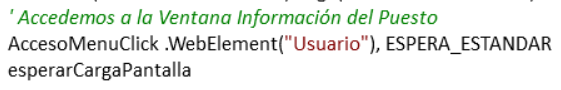 ' Accedemos a la Ventana Información del Puesto
AccesoMenuClick .WebElement("Usuario"), ESPERA_ESTANDAR
esperarCargaPantalla